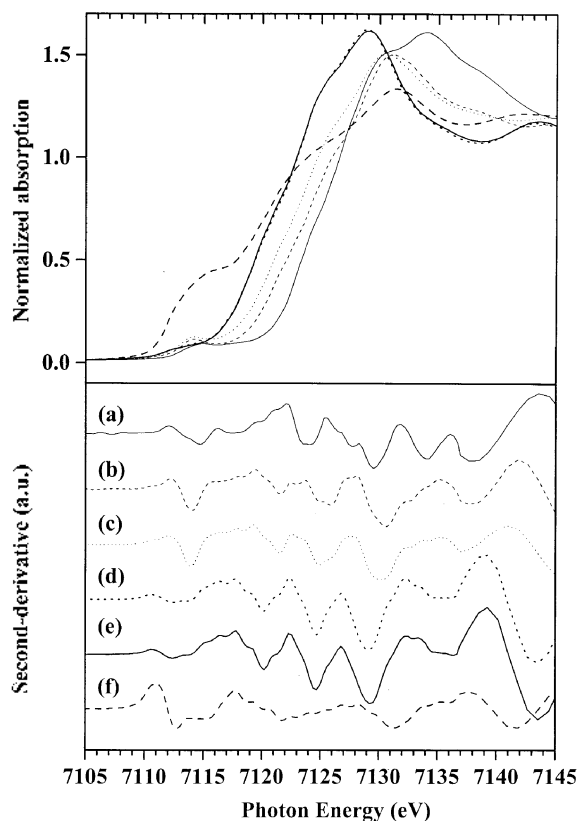 Normalized absorption
1.5
1.0
0.5
0.0
Second-derivative (a.u.)
(a)
(b)
(c)
(d)
(e)
(f)
7105 7110 7115 7120 7125 7130 7135 7140 7145
Photon Energy (eV)